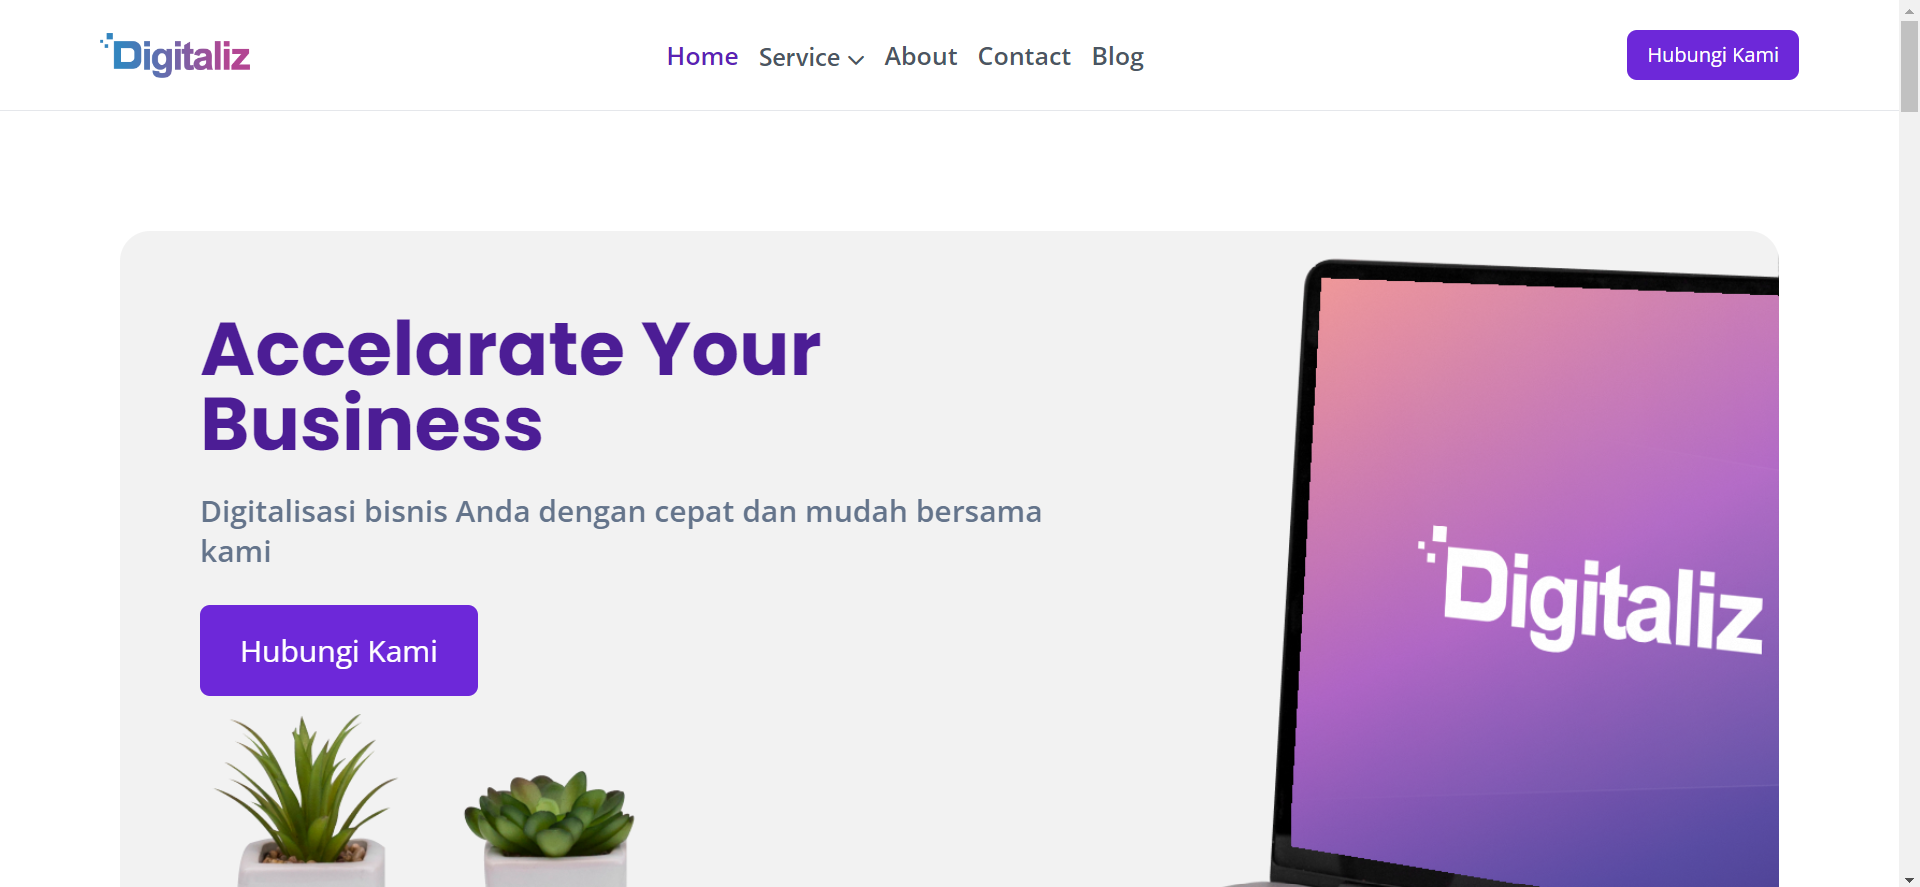 Digitaliz
Home Service About Contact Blog
Hubungi Kami
Accelarate Your
Business
Digitalisasi bisnis Anda dengan cepat dan mudah bersama
kami
Hubungi Kami
Digitaliz